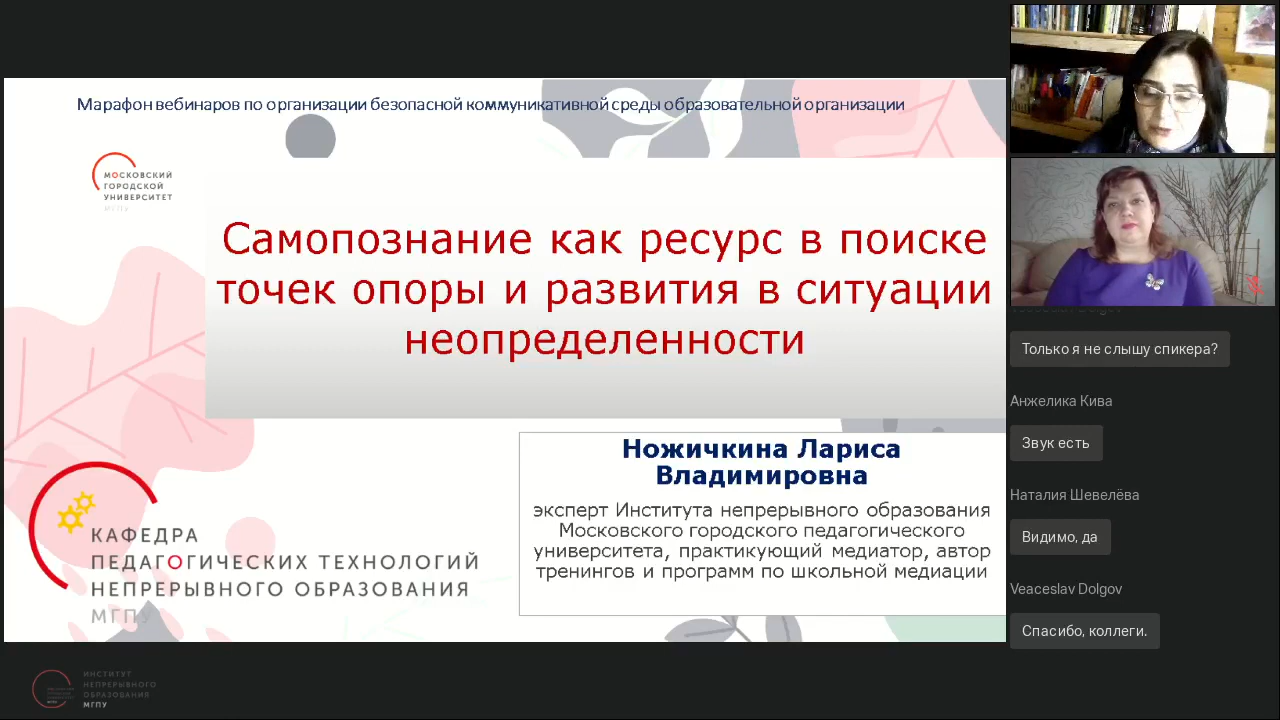 Марафон вебинаров по организации безопасной коммуникативной среды образовательной организации
МОСКОВСКИЙ
ГОРОДСКОЙ
УНИВЕРСИТЕТ
Самопознание как ресурс в поиске
точек опоры и развития в ситуации
неопределенности
Ножичкина Лариса
Владимировна
эксперт Института непрерывного образования
Московского городского педагогического
университета, практикующий медиатор, автор
тренингов и программ по школьной медиации
КАФЕДРА
ПЕДАГОГИЧЕСКИХ ТЕХНОЛОГИЙ
НЕПРЕРЫВНОГО ОБРАЗОВАНИЯ
МГПУ
ИНСТИТУТ
НЕПРЕРЫВНОГО
ОБРАЗОВАНИЯ
МГПУ
Только я не слышу спикера?
Анжелика Кива
Звук есть
Наталия Шевелёва
Видимо, да
Veaceslav Dolgov
Спасибо, коллеги.